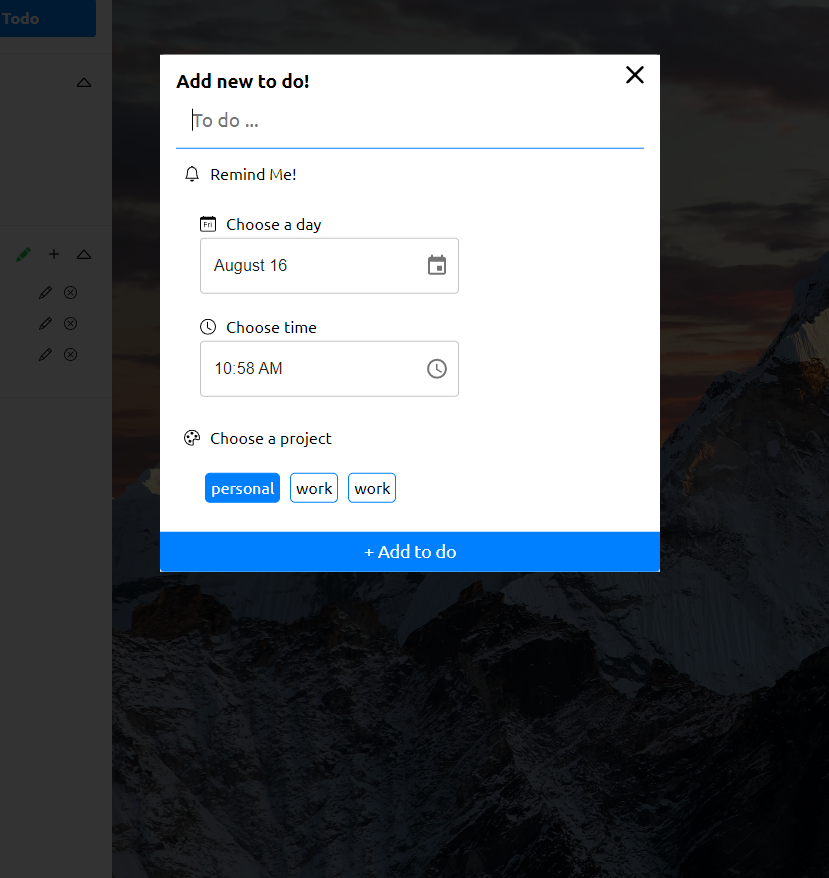 Todo
Add new to do!
To do ...
Remind Me!
Fri
Choose a day
August 16
Choose time
10:58 AM
Choose a project
personal work work
+ Add to do